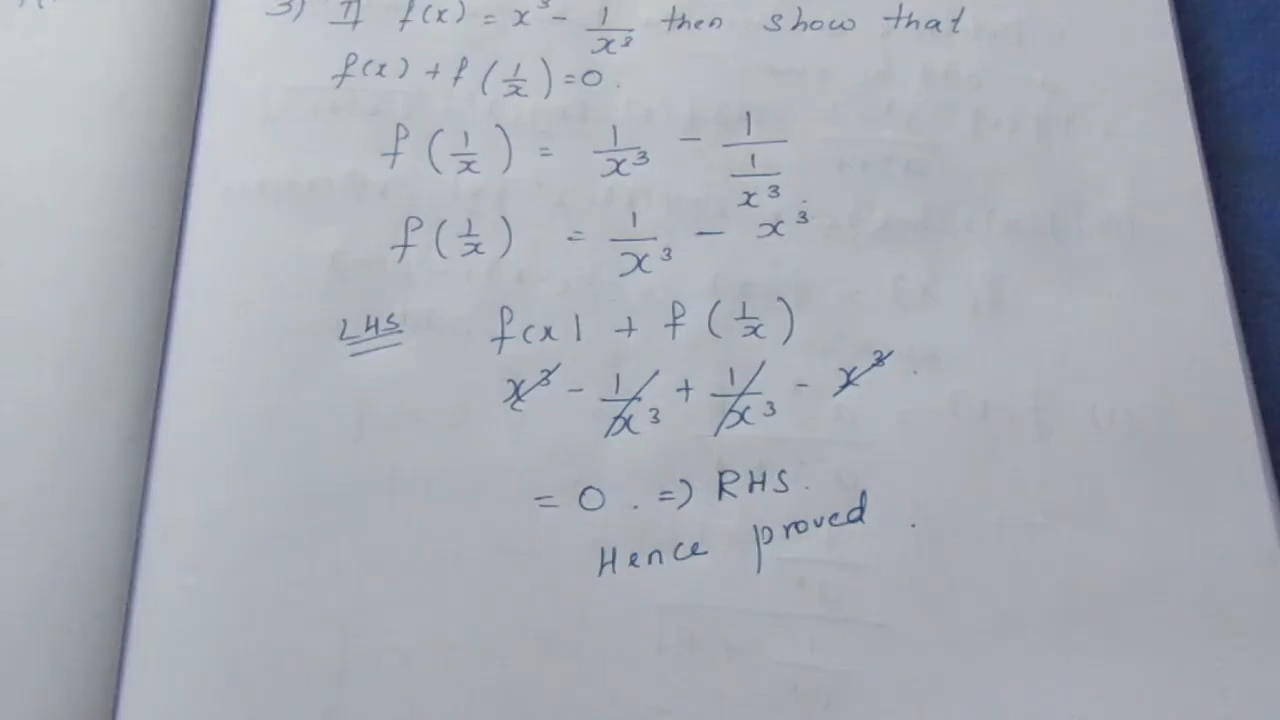 3) If f(x) = x³ - 1/x³ then show that
f(x) + f(1/x) = 0.
f(1/x) = 1/x³ - 1/(1/x³)
f(1/x) = 1/x³ - x³
LHS f(x) + f(1/x)
x³ - 1/x³ + 1/x³ - x³.
= 0. => RHS.
Hence proved.